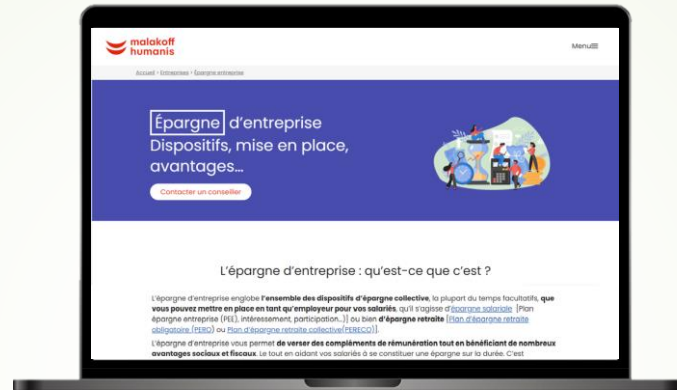 malakoff
humanis
Menu
Accueil > Entreprises > Épargne entreprise
Épargne d'entreprise
Dispositifs, mise en place,
avantages…
Contacter un conseiller
L'épargne d'entreprise : qu'est-ce que c'est ?
L'épargne d'entreprise englobe l'ensemble des dispositifs d'épargne collective, la plupart du temps facultatifs, que
vous pouvez mettre en place en tant qu'employeur pour vos salariés, qu'il s'agisse d'épargne salariale [Plan
épargne entreprise (PEE), intéressement, participation…)] ou bien d'épargne retraite [Plan d'épargne retraite
obligatoire (PERO) ou Plan d'épargne retraite collective(PERECO)].
L'épargne d'entreprise vous permet de verser des compléments de rémunération tout en bénéficiant de nombreux
avantages sociaux et fiscaux. Le tout en aidant vos salariés à se constituer une épargne sur la durée. C'est